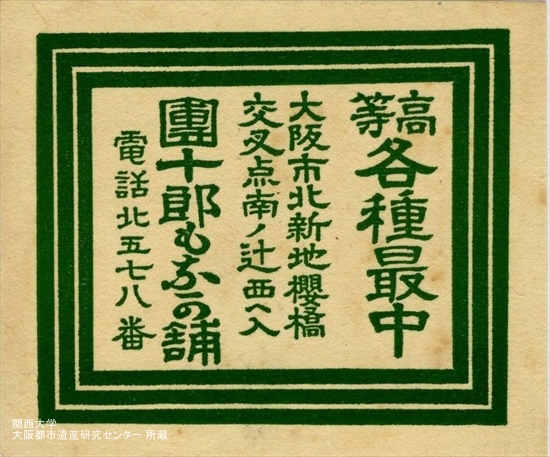 高等各種最中
大阪市北新地櫻橋
交叉点南ノ辻西へ入
團十郎もなかの舗
電話北五七八番
関西大学
大阪都市遺産研究センター 所蔵